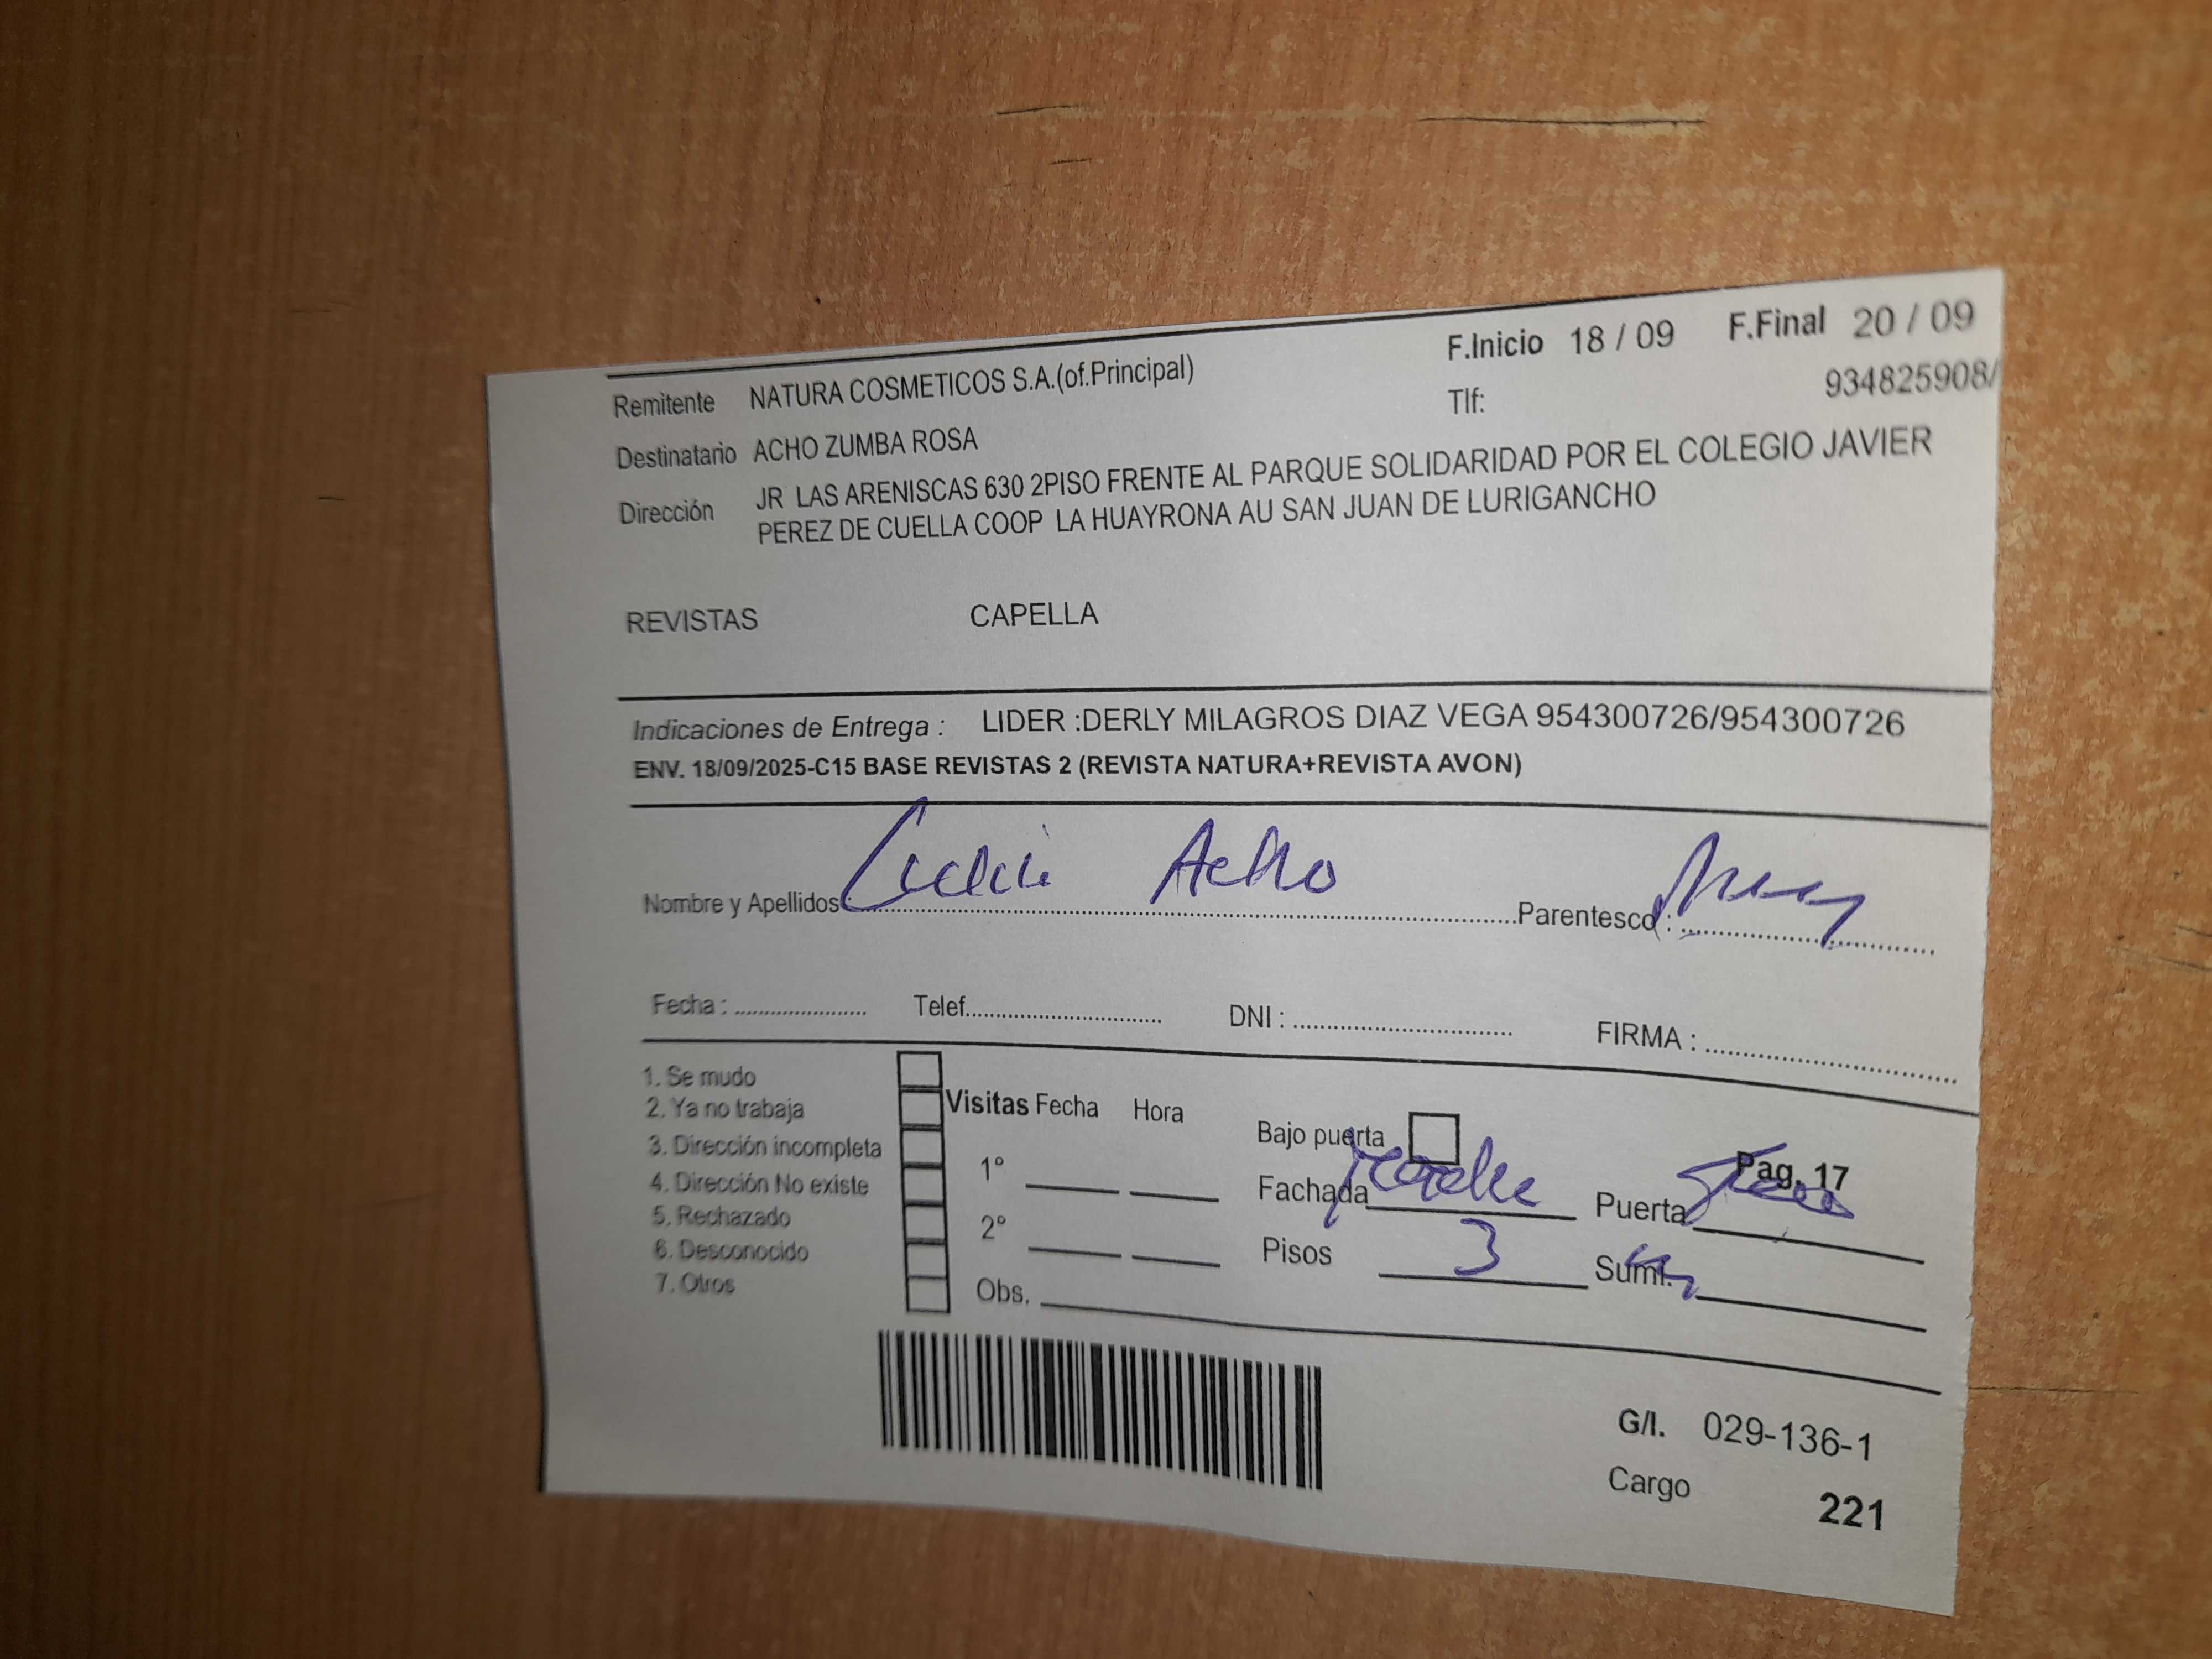 F.Inicio 18 / 09 F.Final 20 / 09
Remitente NATURA COSMETICOS S.A.(of.Principal) Tlf: 934825908/
Destinatario ACHO ZUMBA ROSA
Dirección JR LAS ARENISCAS 630 2PISO FRENTE AL PARQUE SOLIDARIDAD POR EL COLEGIO JAVIER
PEREZ DE CUELLA COOP LA HUAYRONA AU SAN JUAN DE LURIGANCHO
REVISTAS CAPELLA
Indicaciones de Entrega : LIDER :DERLY MILAGROS DIAZ VEGA 954300726/954300726
ENV. 18/09/2025-C15 BASE REVISTAS 2 (REVISTA NATURA+REVISTA AVON)
Nombre y Apellidos: Acho Parentesco :
Fecha : Telef. DNI : FIRMA :
1. Se mudo
2. Ya no trabaja
3. Dirección incompleta
4. Dirección No existe
5. Rechazado
6. Desconocido
7. Otros
Visitas Fecha Hora
1°
2°
Obs.
Bajo puerta
Pag. 17
Fachada Puerta
Pisos 3 Sumi.
G/I. 029-136-1
Cargo 221